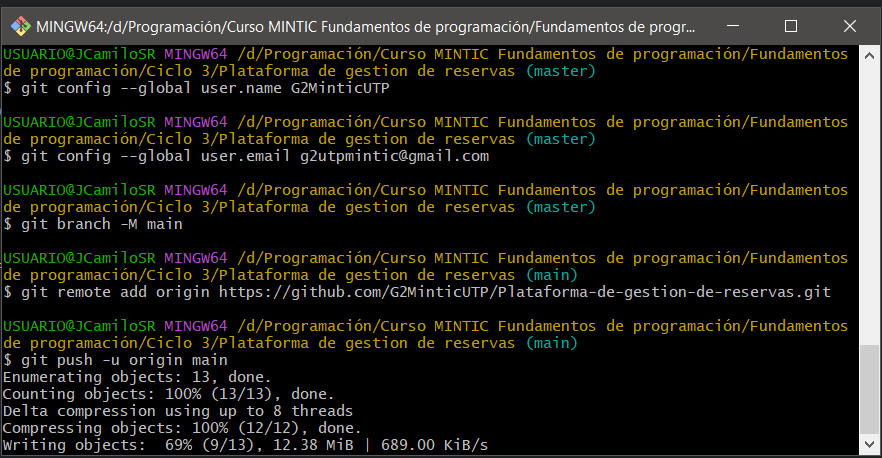 MINGW64:/d/Programación/Curso MINTIC Fundamentos de programación/Fundamentos de progr...
USUARIO@JCamiloSR MINGW64 /d/Programación/Curso MINTIC Fundamentos de programación/Fundamentos
de programación/Ciclo 3/Plataforma de gestion de reservas (master)
$ git config --global user.name G2MinticUTP
USUARIO@JCamiloSR MINGW64 /d/Programación/Curso MINTIC Fundamentos de programación/Fundamentos
de programación/Ciclo 3/Plataforma de gestion de reservas (master)
$ git config --global user.email g2utpmintic@gmail.com
USUARIO@JCamiloSR MINGW64 /d/Programación/Curso MINTIC Fundamentos de programación/Fundamentos
de programación/Ciclo 3/Plataforma de gestion de reservas (master)
$ git branch -M main
USUARIO@JCamiloSR MINGW64 /d/Programación/Curso MINTIC Fundamentos de programación/Fundamentos
de programación/Ciclo 3/Plataforma de gestion de reservas (main)
$ git remote add origin https://github.com/G2MinticUTP/Plataforma-de-gestion-de-reservas.git
USUARIO@JCamiloSR MINGW64 /d/Programación/Curso MINTIC Fundamentos de programación/Fundamentos
de programación/Ciclo 3/Plataforma de gestion de reservas (main)
$ git push -u origin main
Enumerating objects: 13, done.
Counting objects: 100% (13/13), done.
Delta compression using up to 8 threads
Compressing objects: 100% (12/12), done.
Writing objects:  69% (9/13), 12.38 MiB | 689.00 KiB/s